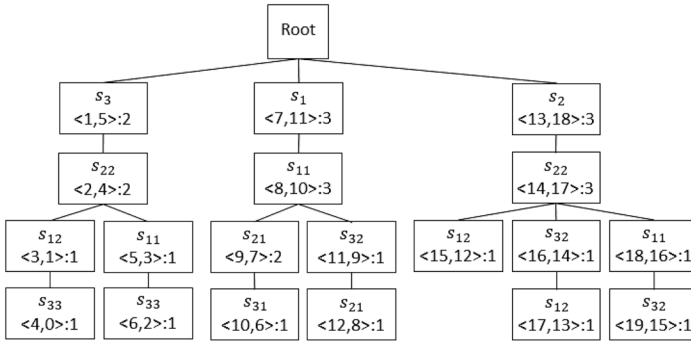 Root
s₃
<1,5>:2
s₁
<7,11>:3
s₂
<13,18>:3
s₂₂
<2,4>:2
s₁₁
<8,10>:3
s₂₂
<14,17>:3
s₁₂
<3,1>:1
s₁₁
<5,3>:1
s₂₁
<9,7>:2
s₃₂
<11,9>:1
s₁₂
<15,12>:1
s₃₂
<16,14>:1
s₁₁
<18,16>:1
s₃₃
<4,0>:1
s₃₃
<6,2>:1
s₃₁
<10,6>:1
s₂₁
<12,8>:1
s₁₂
<17,13>:1
s₃₂
<19,15>:1